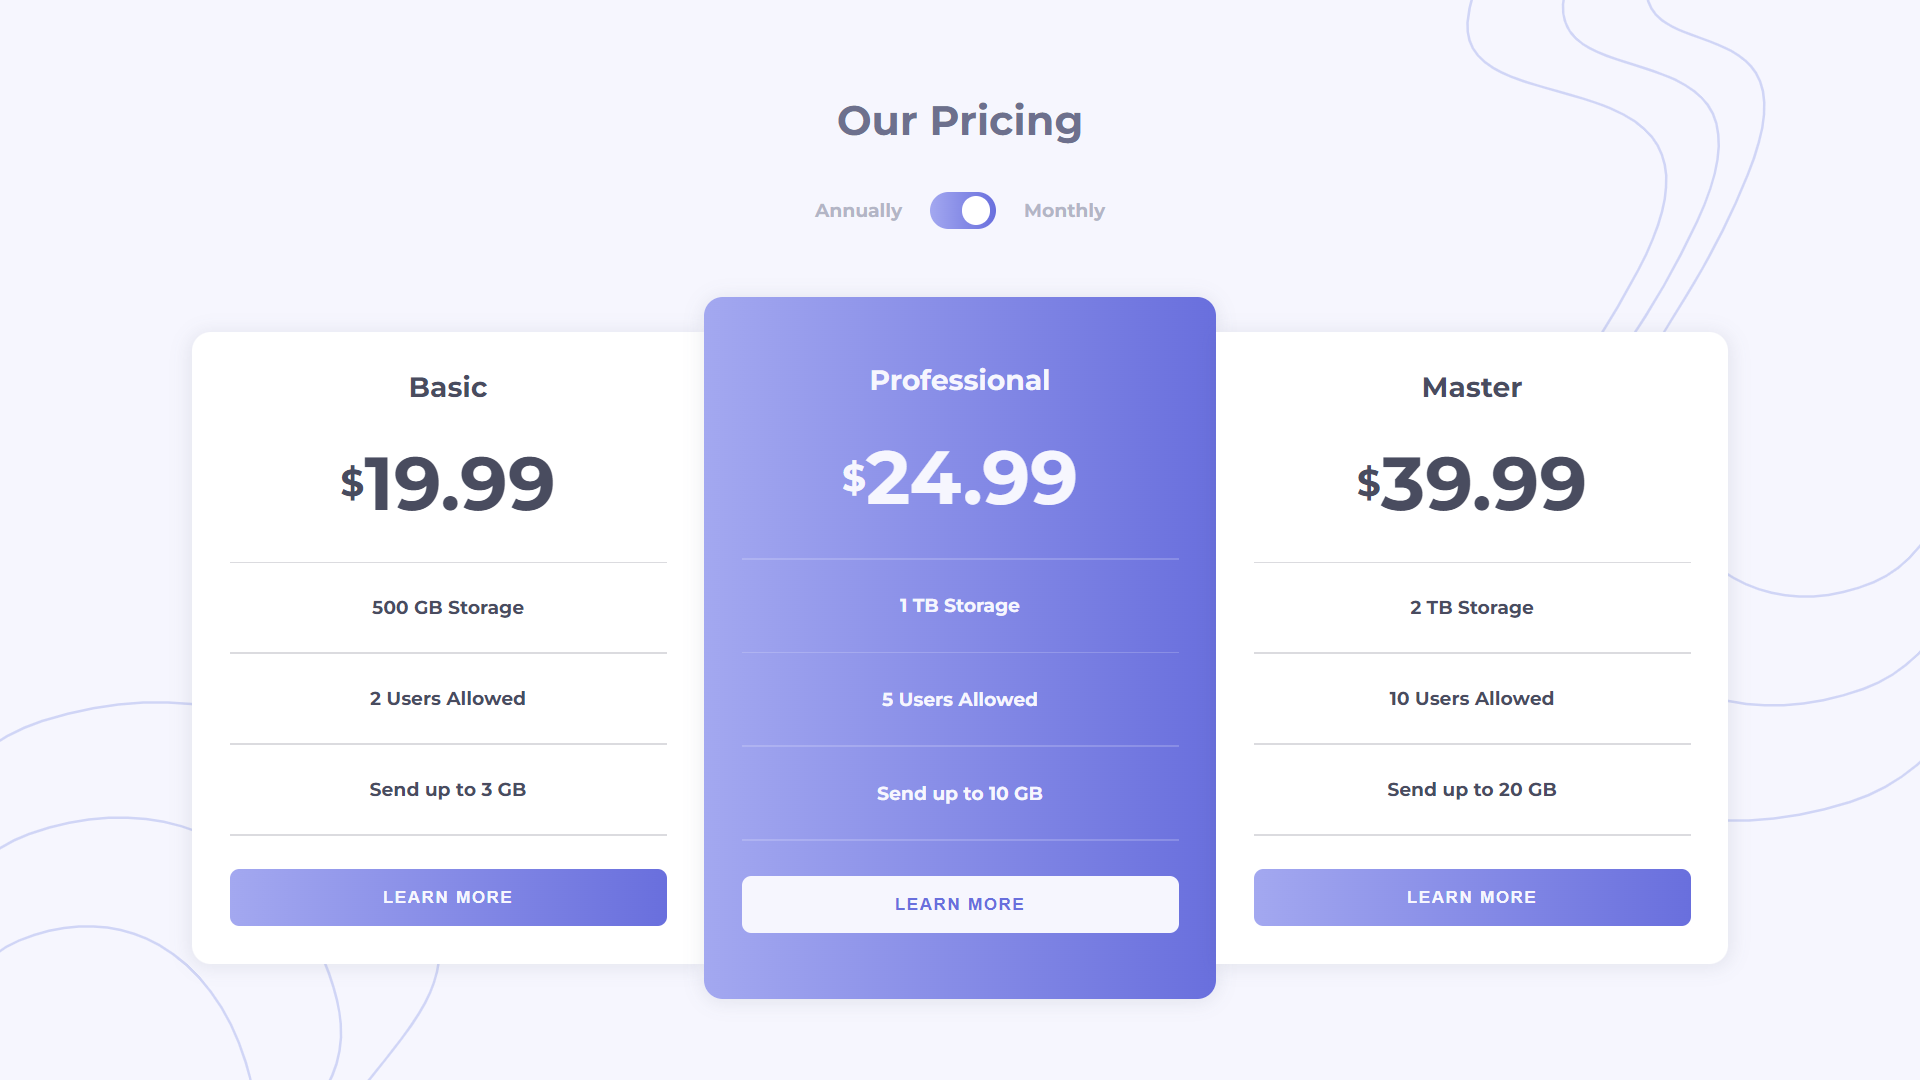 Our Pricing
Annually Monthly
Basic
$19.99
500 GB Storage
2 Users Allowed
Send up to 3 GB
LEARN MORE
Professional
$24.99
1 TB Storage
5 Users Allowed
Send up to 10 GB
LEARN MORE
Master
$39.99
2 TB Storage
10 Users Allowed
Send up to 20 GB
LEARN MORE